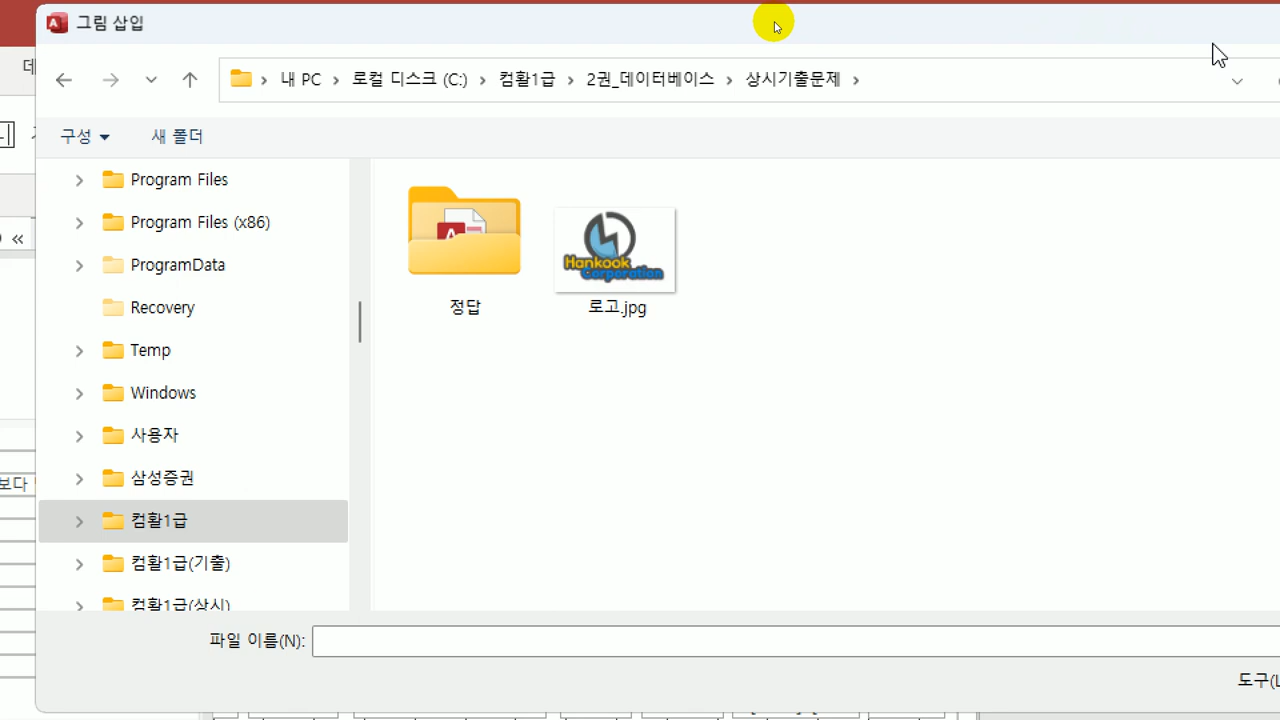 그림 삽입
내 PC > 로컬 디스크 (C:) > 컴활1급 > 2권_데이터베이스 > 상시기출문제 >
구성 새 폴더
Program Files
Program Files (x86)
ProgramData
Recovery
Temp
Windows
사용자
삼성증권
컴활1급
컴활1급(기출)
컴활1급(상시)
Hankook
Corporation
정답
로고.jpg
보다
파일 이름(N):
도구(L